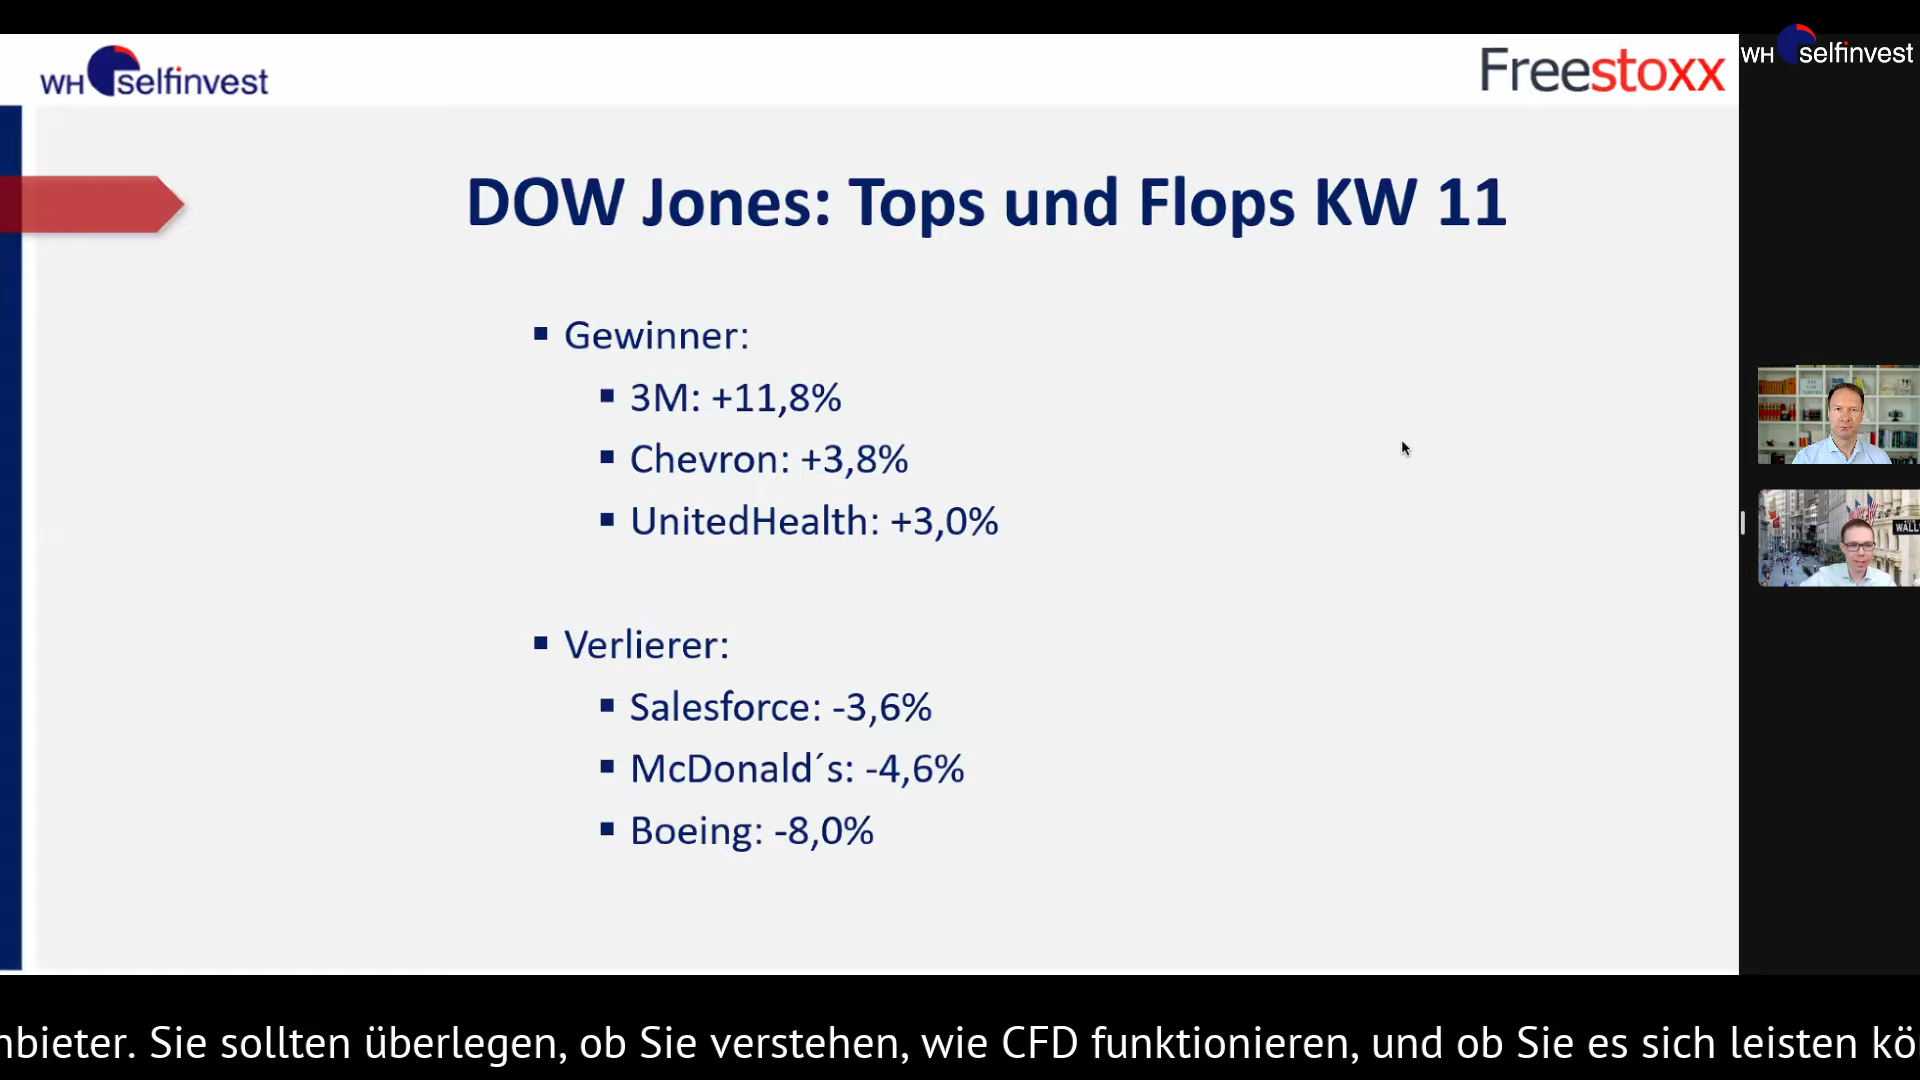 WH selfinvest
Freestoxx
WH selfinvest
DOW Jones: Tops und Flops KW 11
▪ Gewinner:
▪ 3M: +11,8%
▪ Chevron: +3,8%
▪ UnitedHealth: +3,0%
▪ Verlierer:
▪ Salesforce: -3,6%
▪ McDonald´s: -4,6%
▪ Boeing: -8,0%
WALL
nbieter. Sie sollten überlegen, ob Sie verstehen, wie CFD funktionieren, und ob Sie es sich leisten kö